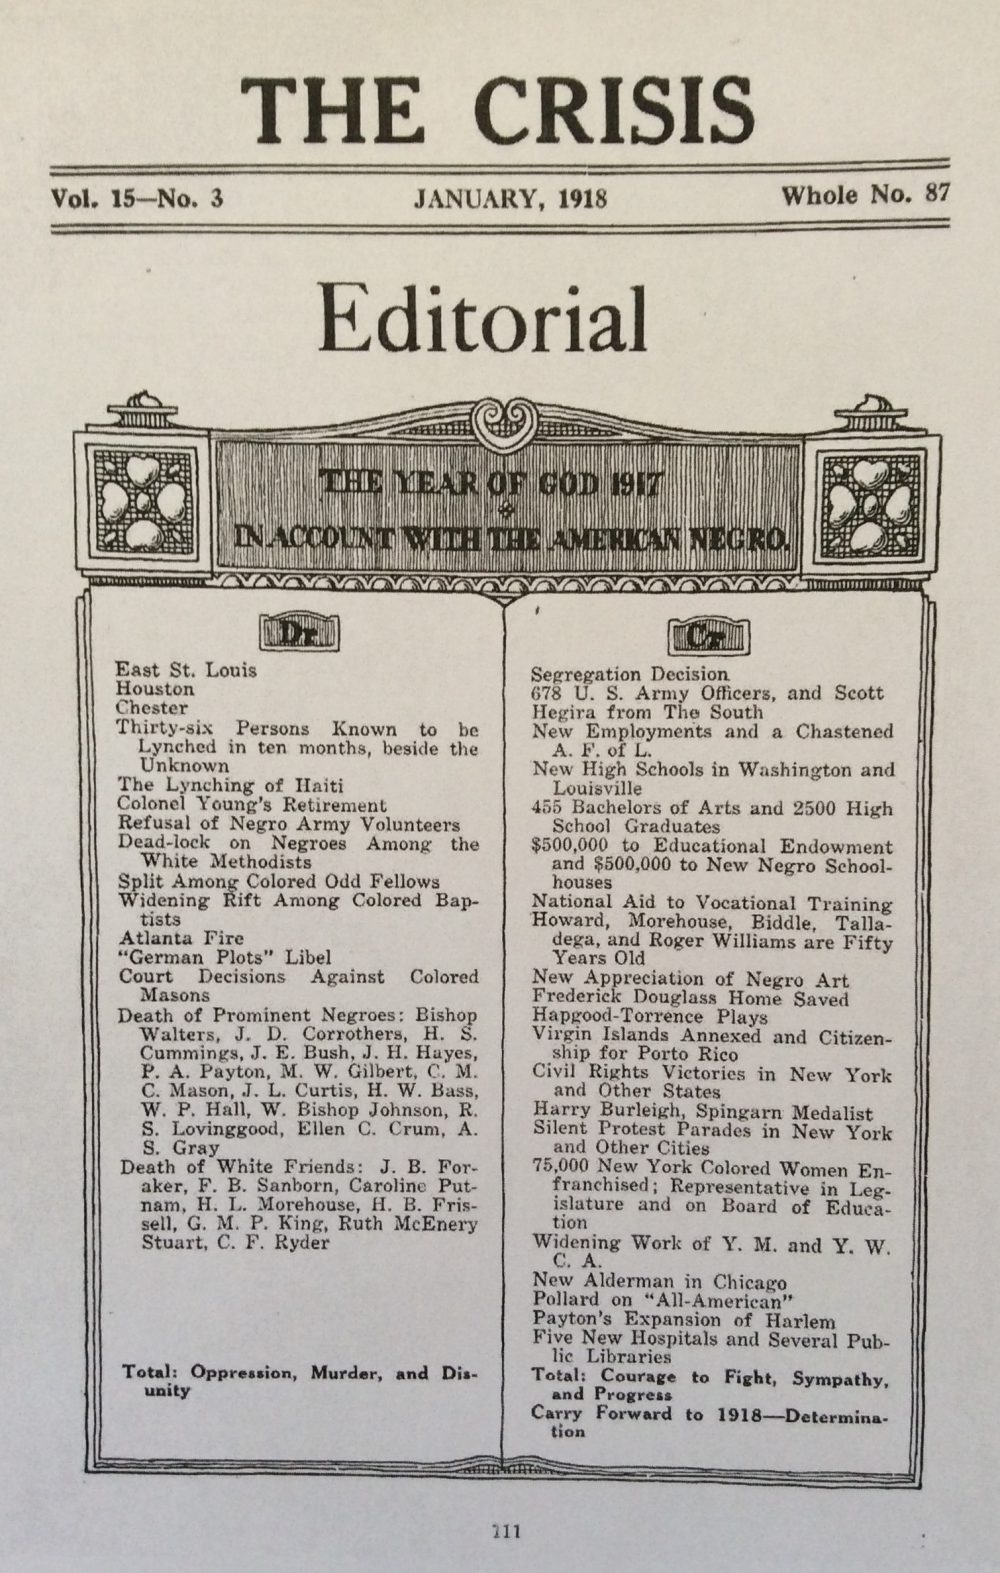 THE CRISIS
Vol. 15—No. 3 JANUARY, 1918 Whole No. 87
Editorial
THE YEAR OF GOD 1917
IN ACCOUNT WITH THE AMERICAN NEGRO.
Dr
East St. Louis
Houston
Chester
Thirty-six Persons Known to be
Lynched in ten months, beside the
Unknown
The Lynching of Haiti
Colonel Young's Retirement
Refusal of Negro Army Volunteers
Dead-lock on Negroes Among the
White Methodists
Split Among Colored Odd Fellows
Widening Rift Among Colored Bap-
tists
Atlanta Fire
"German Plots" Libel
Court Decisions Against Colored
Masons
Death of Prominent Negroes: Bishop
Walters, J. D. Corrothers, H. S.
Cummings, J. E. Bush, J. H. Hayes,
P. A. Payton, M. W. Gilbert, C. M.
C. Mason, J. L. Curtis, H. W. Bass,
W. P. Hall, W. Bishop Johnson, R.
S. Lovinggood, Ellen C. Crum, A.
S. Gray
Death of White Friends: J. B. For-
aker, F. B. Sanborn, Caroline Put-
nam, H. L. Morehouse, H. B. Fris-
sell, G. M. P. King, Ruth McEnery
Stuart, C. F. Ryder
Total: Oppression, Murder, and Dis-
unity
Cr
Segregation Decision
678 U. S. Army Officers, and Scott
Hegira from The South
New Employments and a Chastened
A. F. of L.
New High Schools in Washington and
Louisville
455 Bachelors of Arts and 2500 High
School Graduates
$500,000 to Educational Endowment
and $500,000 to New Negro School-
houses
National Aid to Vocational Training
Howard, Morehouse, Biddle, Talla-
dega, and Roger Williams are Fifty
Years Old
New Appreciation of Negro Art
Frederick Douglass Home Saved
Hapgood-Torrence Plays
Virgin Islands Annexed and Citizen-
ship for Porto Rico
Civil Rights Victories in New York
and Other States
Harry Burleigh, Spingarn Medalist
Silent Protest Parades in New York
and Other Cities
75,000 New York Colored Women En-
franchised; Representative in Leg-
islature and on Board of Educa-
tion
Widening Work of Y. M. and Y. W.
C. A.
New Alderman in Chicago
Pollard on "All-American"
Payton's Expansion of Harlem
Five New Hospitals and Several Pub-
lic Libraries
Total: Courage to Fight, Sympathy,
and Progress
Carry Forward to 1918—Determina-
tion
111